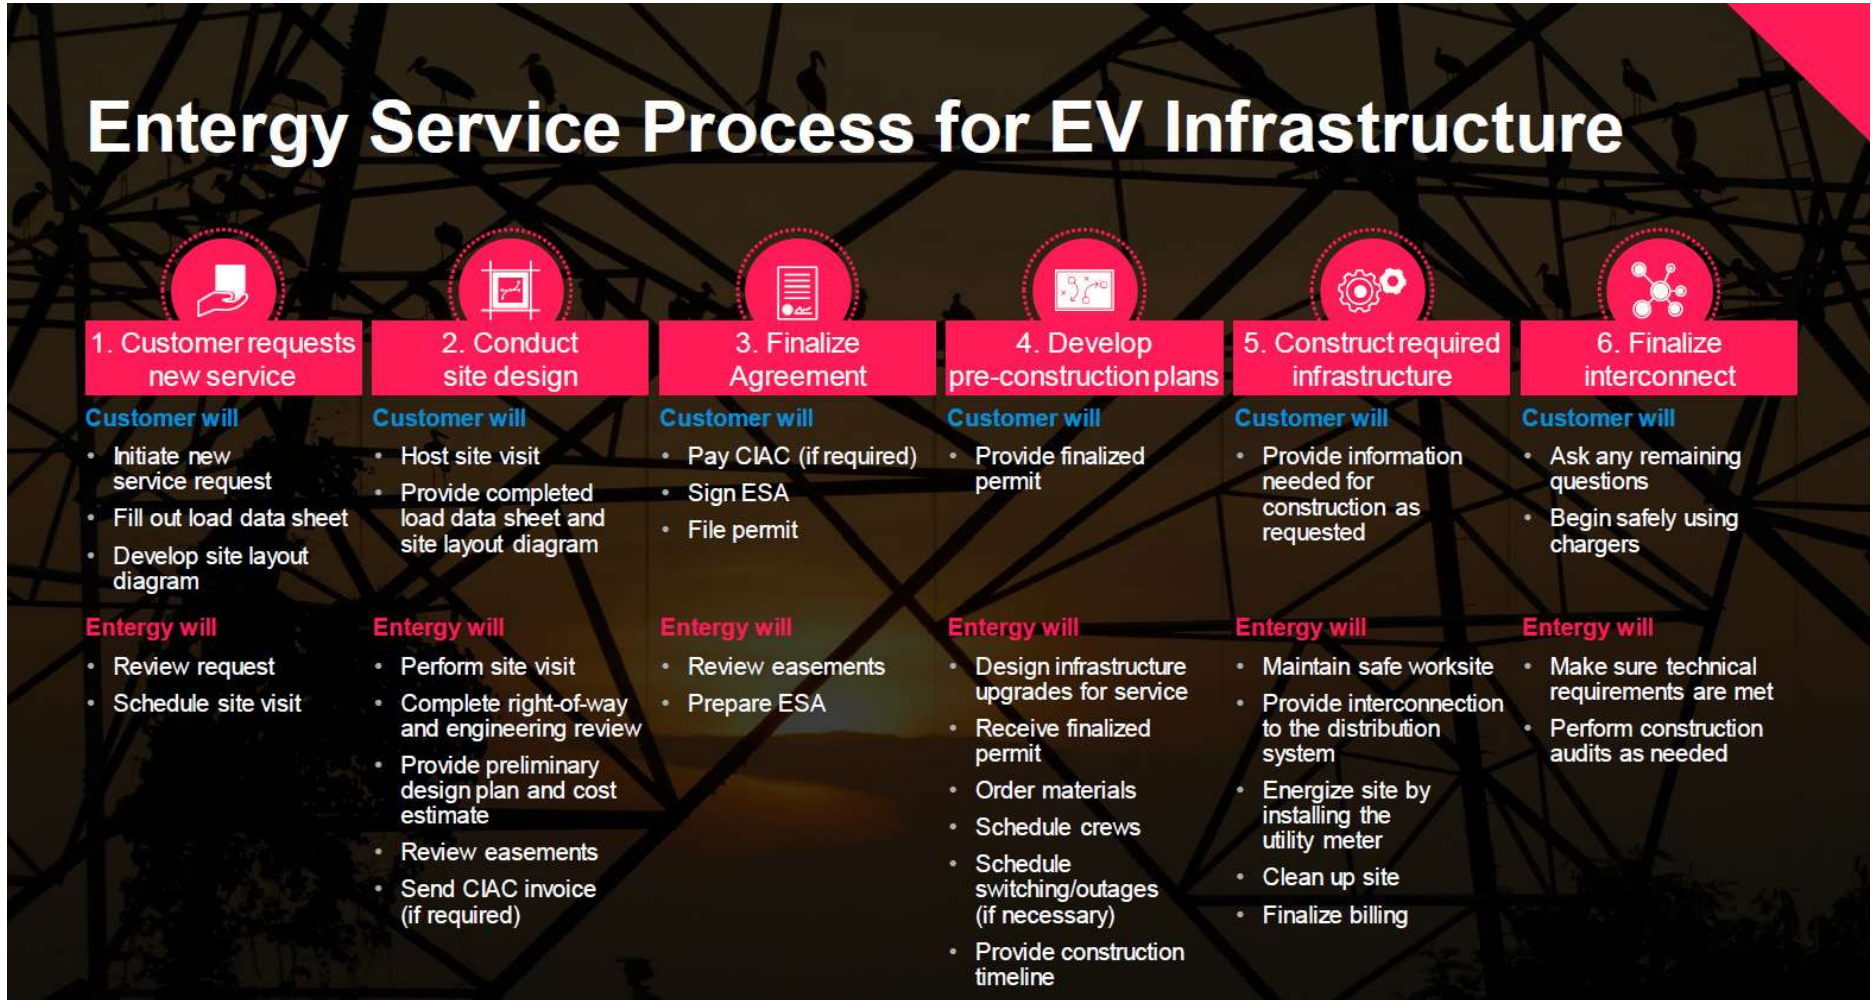 Entergy Service Process for EV Infrastructure
1. Customer requests
new service
Customer will
• Initiate new
service request
• Fill out load data sheet
• Develop site layout
diagram
Entergy will
• Review request
• Schedule site visit
2. Conduct
site design
Customer will
• Host site visit
• Provide completed
load data sheet and
site layout diagram
Entergy will
• Perform site visit
• Complete right-of-way
and engineering review
• Provide preliminary
design plan and cost
estimate
• Review easements
• Send CIAC invoice
(if required)
3. Finalize
Agreement
Customer will
• Pay CIAC (if required)
• Sign ESA
• File permit
Entergy will
• Review easements
• Prepare ESA
4. Develop
pre-construction plans
Customer will
• Provide finalized
permit
Entergy will
• Design infrastructure
upgrades for service
• Receive finalized
permit
• Order materials
• Schedule crews
• Schedule
switching/outages
(if necessary)
• Provide construction
timeline
5. Construct required
infrastructure
Customer will
• Provide information
needed for
construction as
requested
Entergy will
• Maintain safe worksite
• Provide interconnection
to the distribution
system
• Energize site by
installing the
utility meter
• Clean up site
• Finalize billing
6. Finalize
interconnect
Customer will
• Ask any remaining
questions
• Begin safely using
chargers
Entergy will
• Make sure technical
requirements are met
• Perform construction
audits as needed